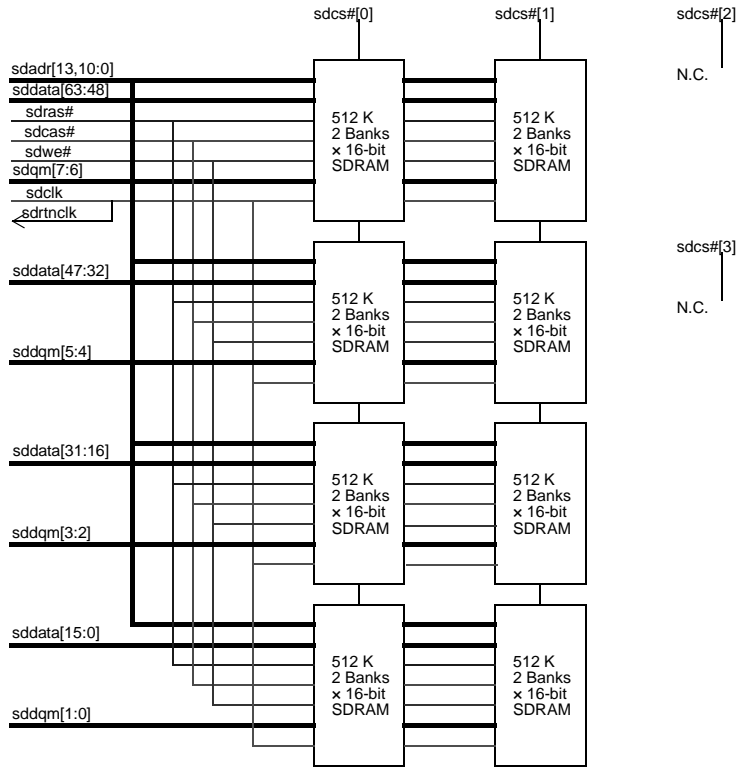 sdcs#[0]
sdcs#[1]
sdcs#[2]
sdadr[13,10:0]
N.C.
sddata[63:48]
sdras#
sdcas#
sdwe#
sdqm[7:6]
sdclk
sdrtnclk
512 K
2 Banks
× 16-bit
SDRAM
512 K
2 Banks
× 16-bit
SDRAM
sdcs#[3]
N.C.
sddata[47:32]
sddqm[5:4]
512 K
2 Banks
× 16-bit
SDRAM
512 K
2 Banks
× 16-bit
SDRAM
sddata[31:16]
sddqm[3:2]
512 K
2 Banks
× 16-bit
SDRAM
512 K
2 Banks
× 16-bit
SDRAM
sddata[15:0]
sddqm[1:0]
512 K
2 Banks
× 16-bit
SDRAM
512 K
2 Banks
× 16-bit
SDRAM